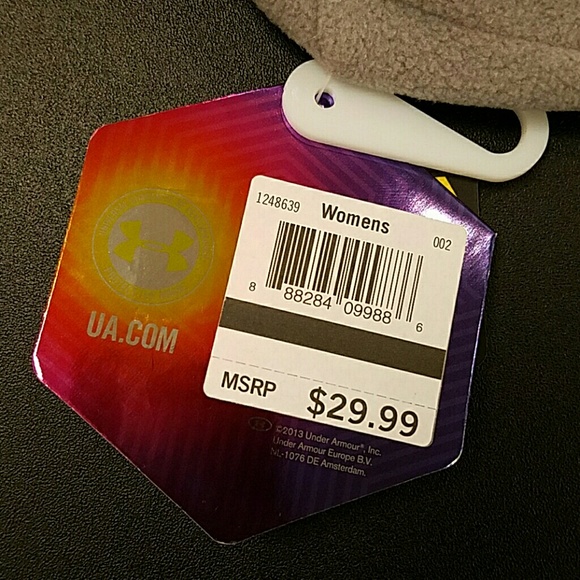 1248639 Womens 002
8 88284 09988 6
MSRP $29.99
UA.COM
©2013 Under Armour®, Inc.
Under Armour Europe B.V.
NL-1076 DE Amsterdam.